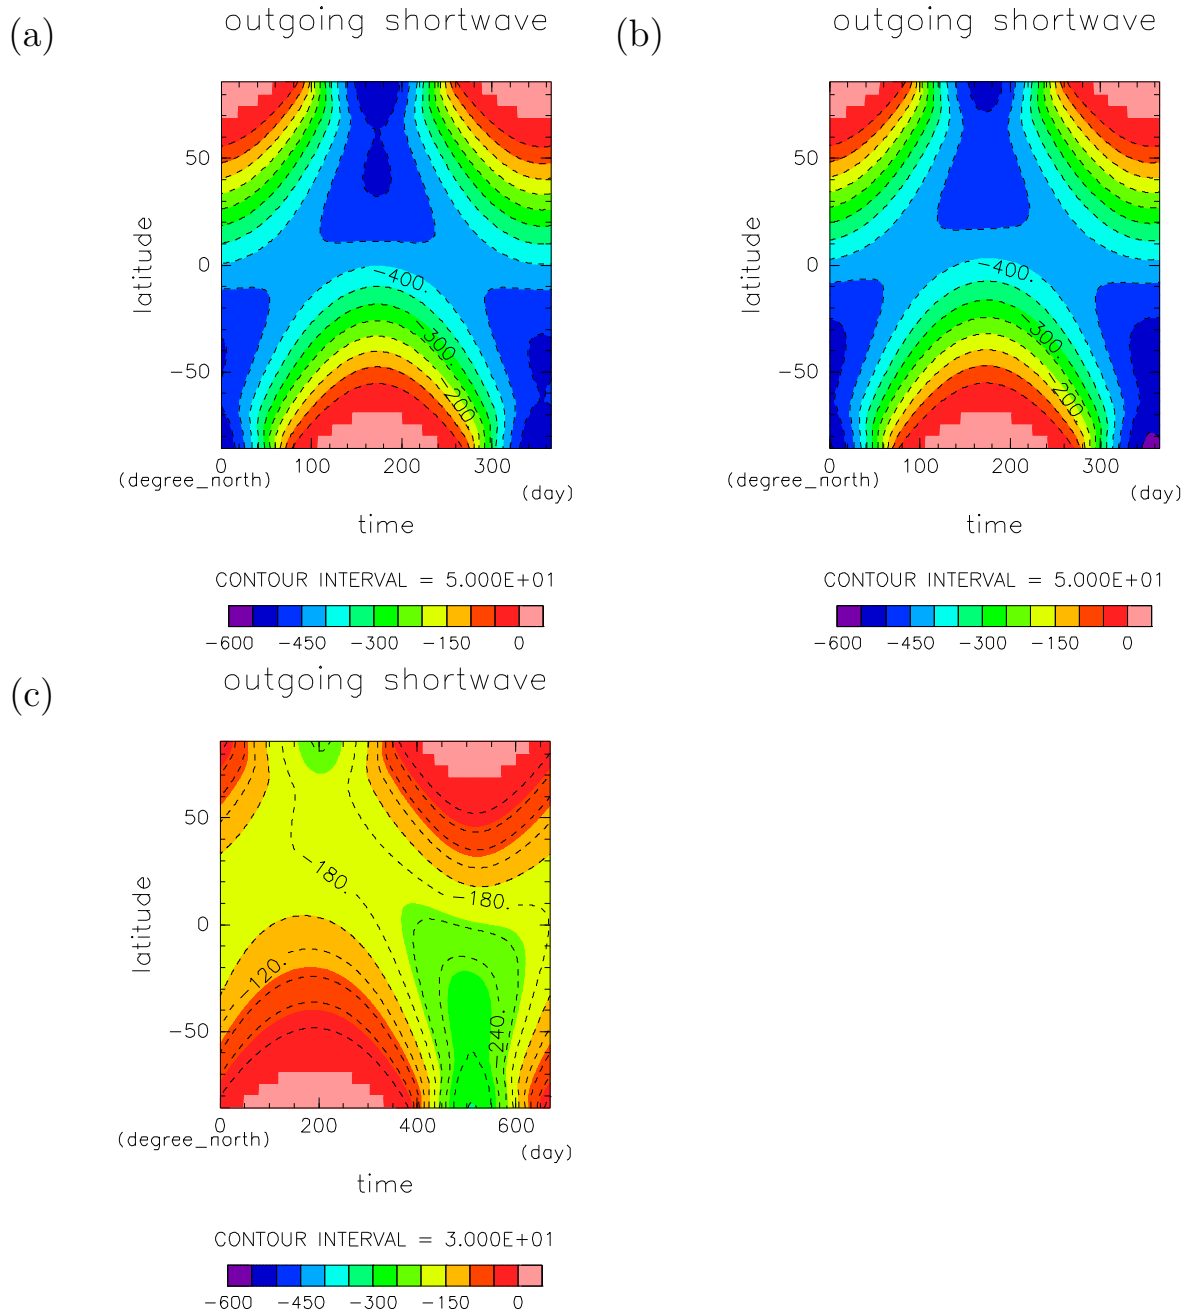 (a)
outgoing shortwave
50
0
−50
latitude
−400.
−300.
−200.
0 100 200 300
(degree_north)
(day)
time
CONTOUR INTERVAL = 5.000E+01
−600 −450 −300 −150 0
(b)
outgoing shortwave
50
0
−50
latitude
−400.
−300.
−200.
0 100 200 300
(degree_north)
(day)
time
CONTOUR INTERVAL = 5.000E+01
−600 −450 −300 −150 0
(c)
outgoing shortwave
50
0
−50
latitude
−180.
−180.
−120.
−240.
0 200 400 600
(degree_north)
(day)
time
CONTOUR INTERVAL = 3.000E+01
−600 −450 −300 −150 0